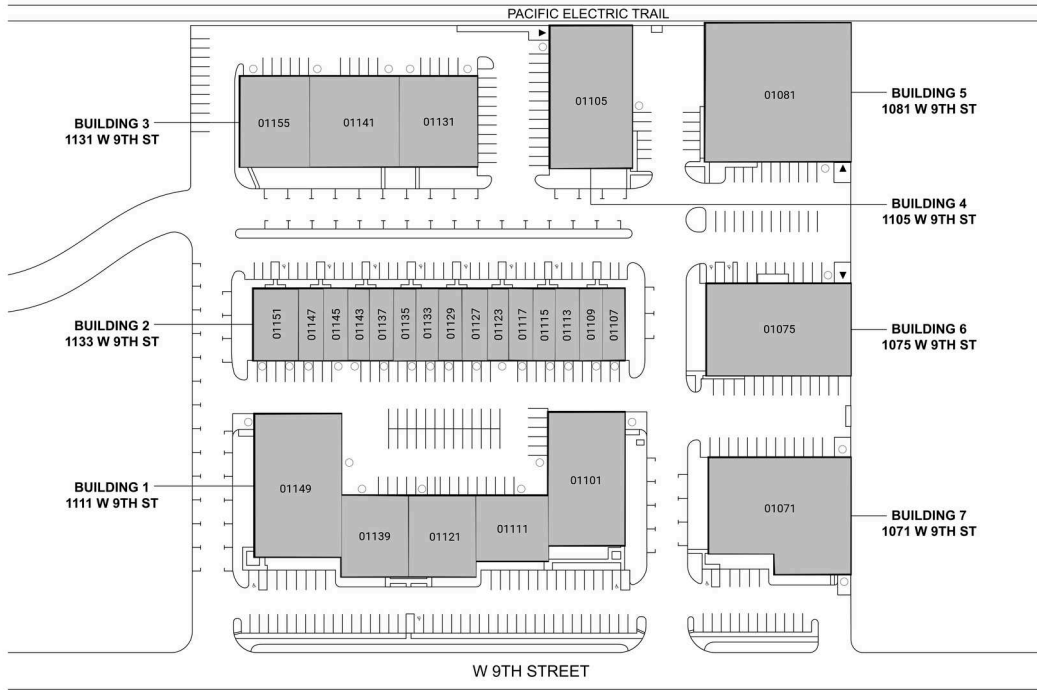 PACIFIC ELECTRIC TRAIL
BUILDING 3
1131 W 9TH ST
01155
01141
01131
01105
01081
BUILDING 5
1081 W 9TH ST
BUILDING 4
1105 W 9TH ST
BUILDING 2
1133 W 9TH ST
01151
01147
01145
01143
01137
01135
01133
01129
01127
01123
01117
01115
01113
01109
01107
01075
BUILDING 6
1075 W 9TH ST
BUILDING 1
1111 W 9TH ST
01149
01139
01121
01111
01101
01071
BUILDING 7
1071 W 9TH ST
W 9TH STREET